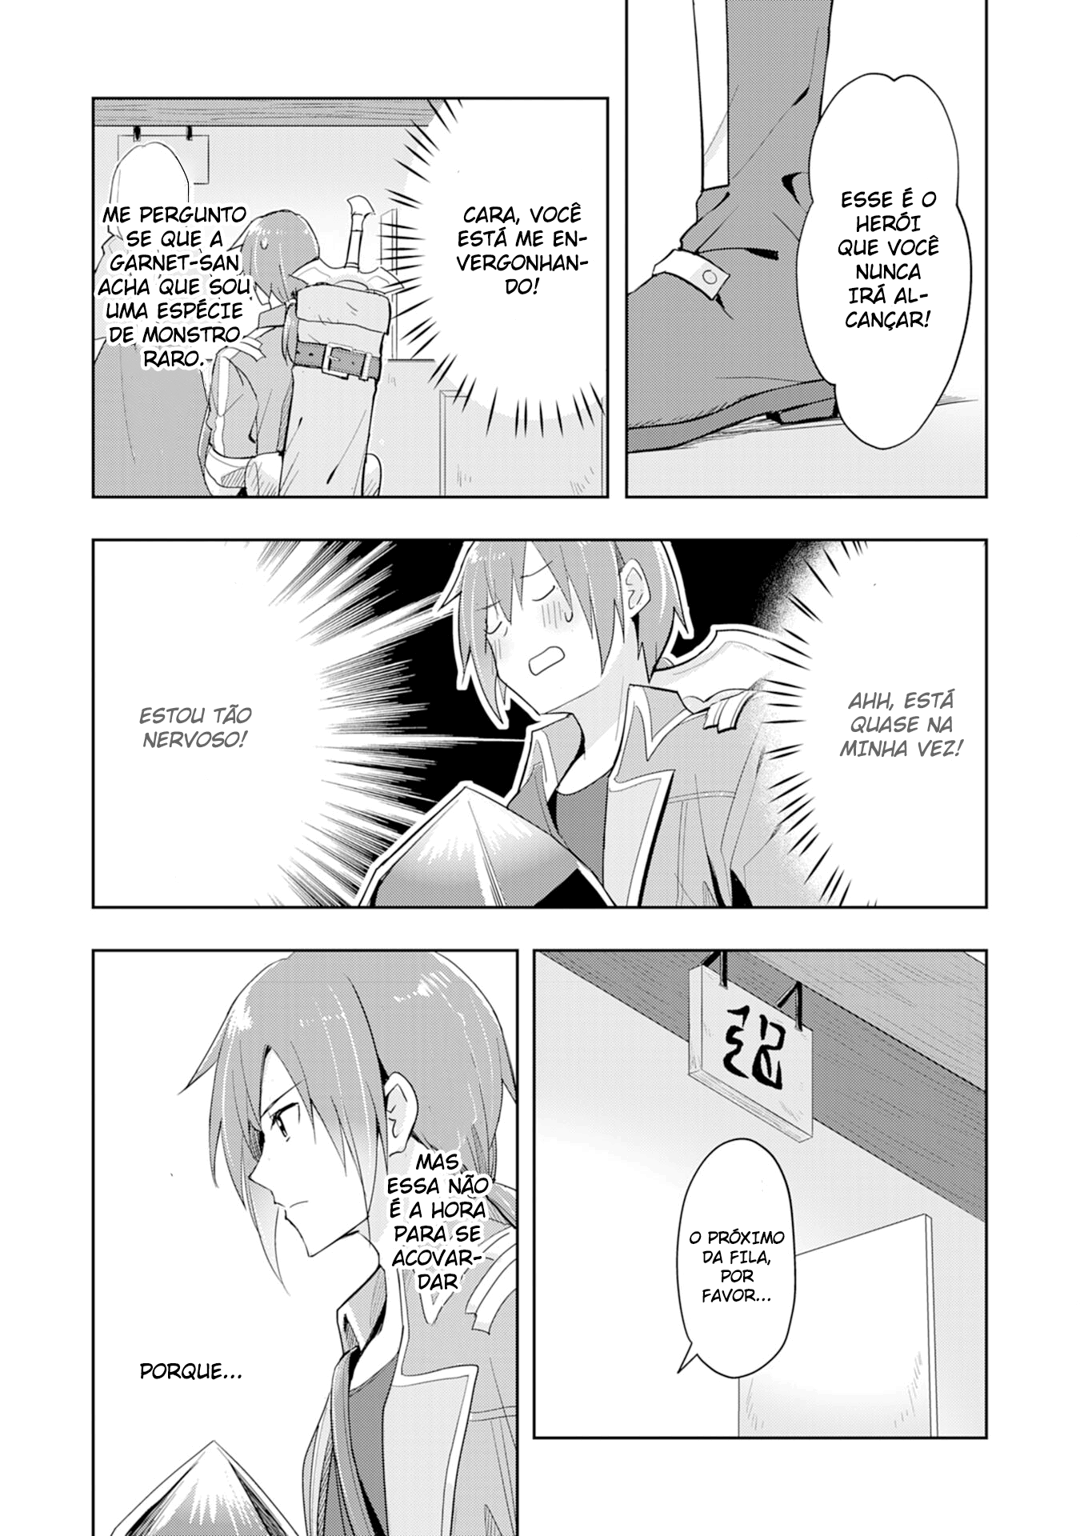 ESSE É O
HERÓI
QUE VOCÊ
NUNCA
IRÁ AL-
CANÇAR!
CARA, VOCÊ
ESTÁ ME EN-
VERGONHAN-
DO!
ME PERGUNTO
SE QUE A
GARNET-SAN
ACHA QUE SOU
UMA ESPÉCIE
DE MONSTRO
RARO.
AHH, ESTÁ
QUASE NA
MINHA VEZ!
ESTOU TÃO
NERVOSO!
O PRÓXIMO
DA FILA,
POR
FAVOR...
MAS
ESSA NÃO
É A HORA
PARA SE
ACOVAR-
DAR
PORQUE...